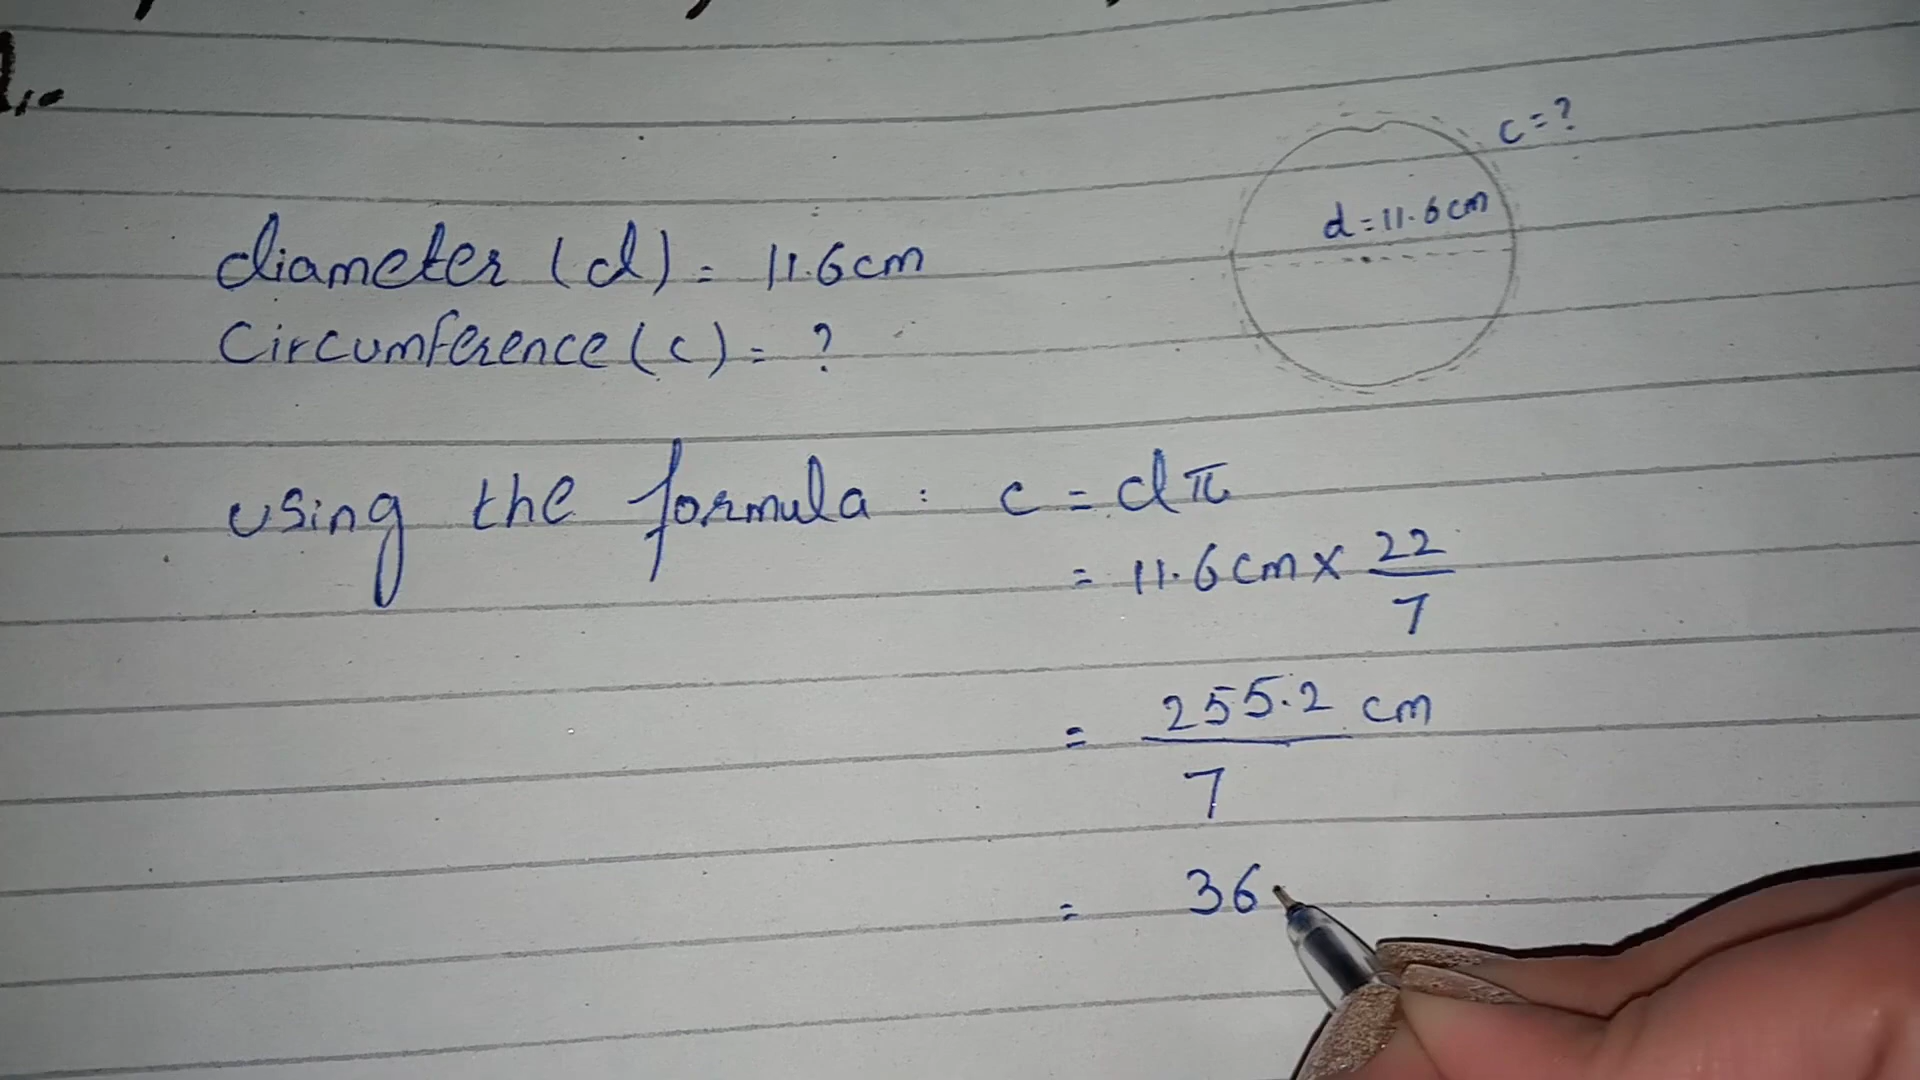 c=?
d=11.6cm
diameter (d) = 11.6cm
Circumference (c) = ?
using the formula : c = dπ
= 11.6cm × 22/7
= 255.2/7 cm
= 36